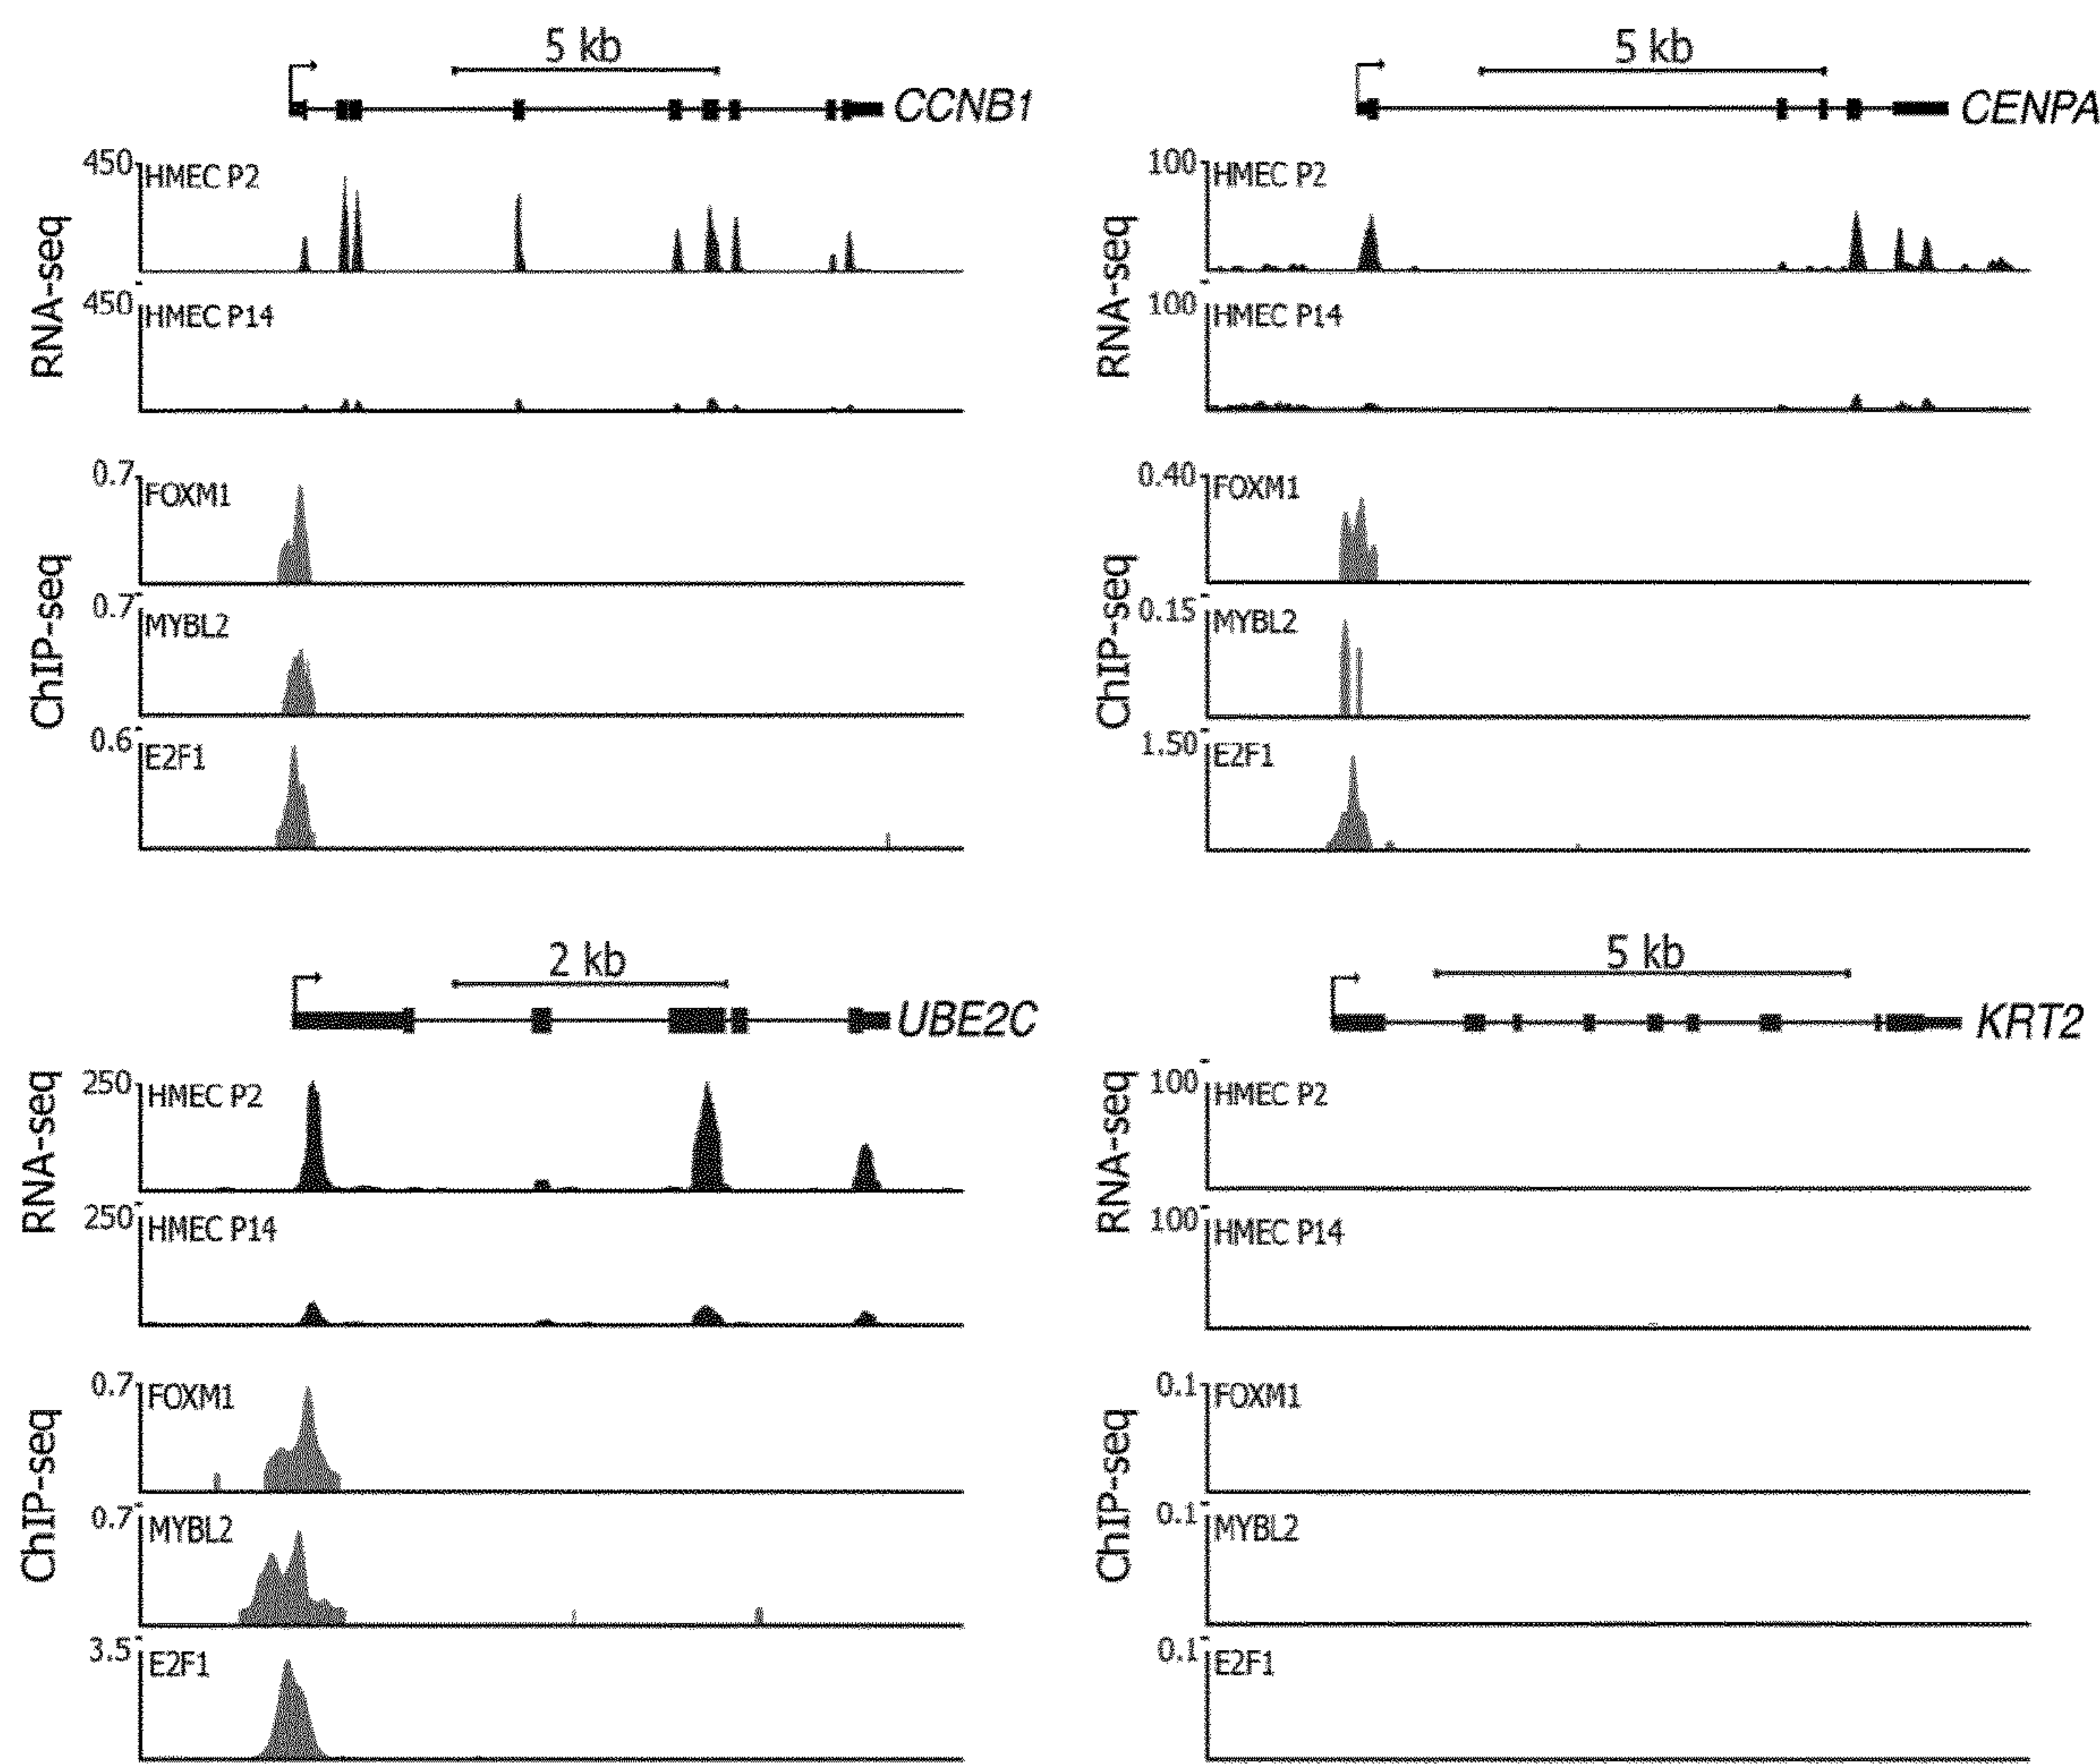 5 kb
CCNB1
RNA-seq
450
HMEC P2
450
HMEC P14
ChIP-seq
0.7
FOXM1
0.7
MYBL2
0.6
E2F1
5 kb
CENPA
RNA-seq
100
HMEC P2
100
HMEC P14
ChIP-seq
0.40
FOXM1
0.15
MYBL2
1.50
E2F1
2 kb
UBE2C
RNA-seq
250
HMEC P2
250
HMEC P14
ChIP-seq
0.7
FOXM1
0.7
MYBL2
3.5
E2F1
5 kb
KRT2
RNA-seq
100
HMEC P2
100
HMEC P14
ChIP-seq
0.1
FOXM1
0.1
MYBL2
0.1
E2F1